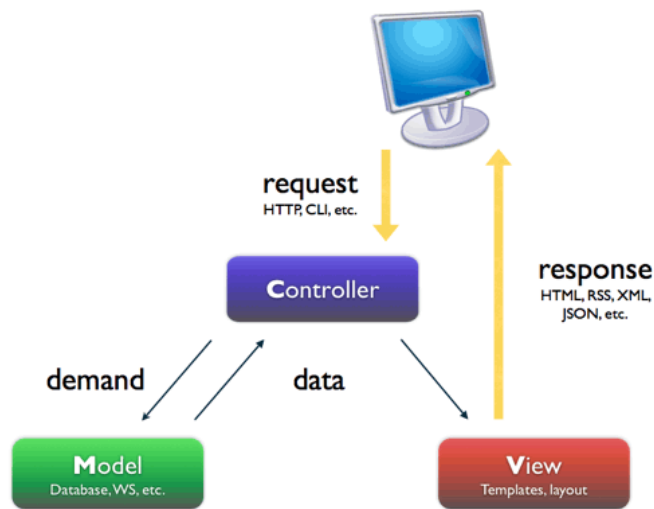 request
HTTP, CLI, etc.
Controller
response
HTML, RSS, XML,
JSON, etc.
demand
data
Model
Database, WS, etc.
View
Templates, layout